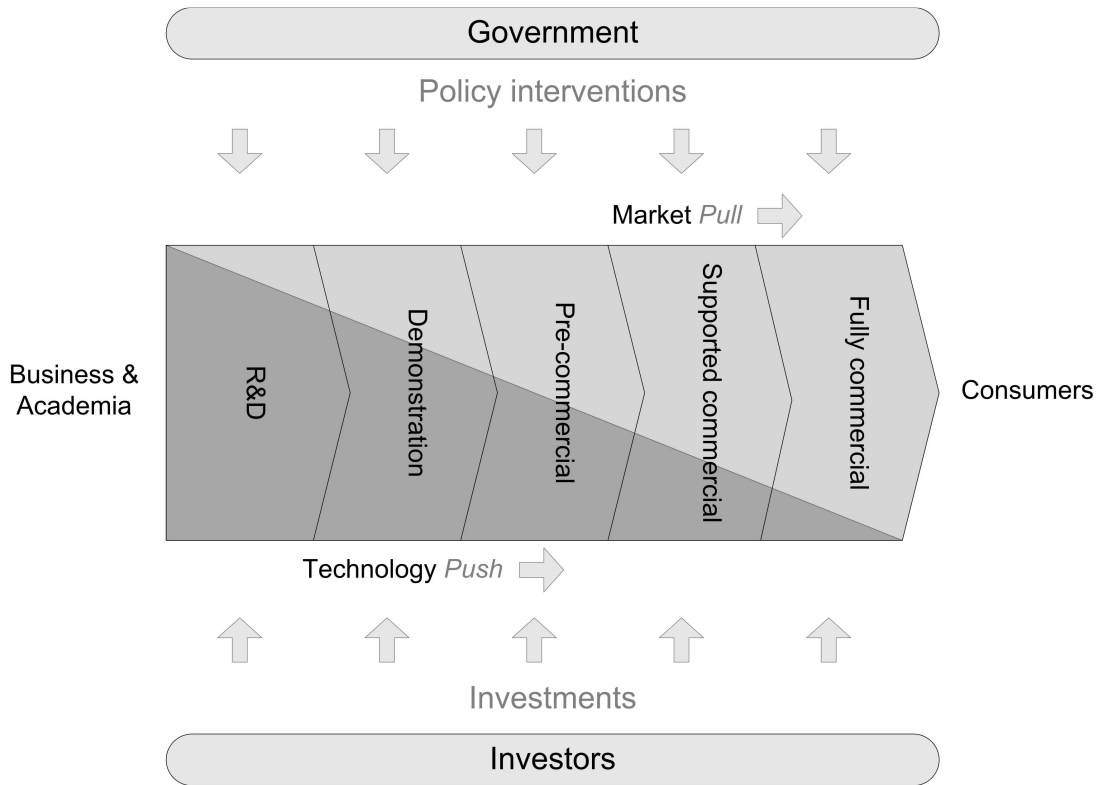 Government
Policy interventions
Market Pull
Business &
Academia
R&D
Demonstration
Pre-commercial
Supported commercial
Fully commercial
Consumers
Technology Push
Investments
Investors